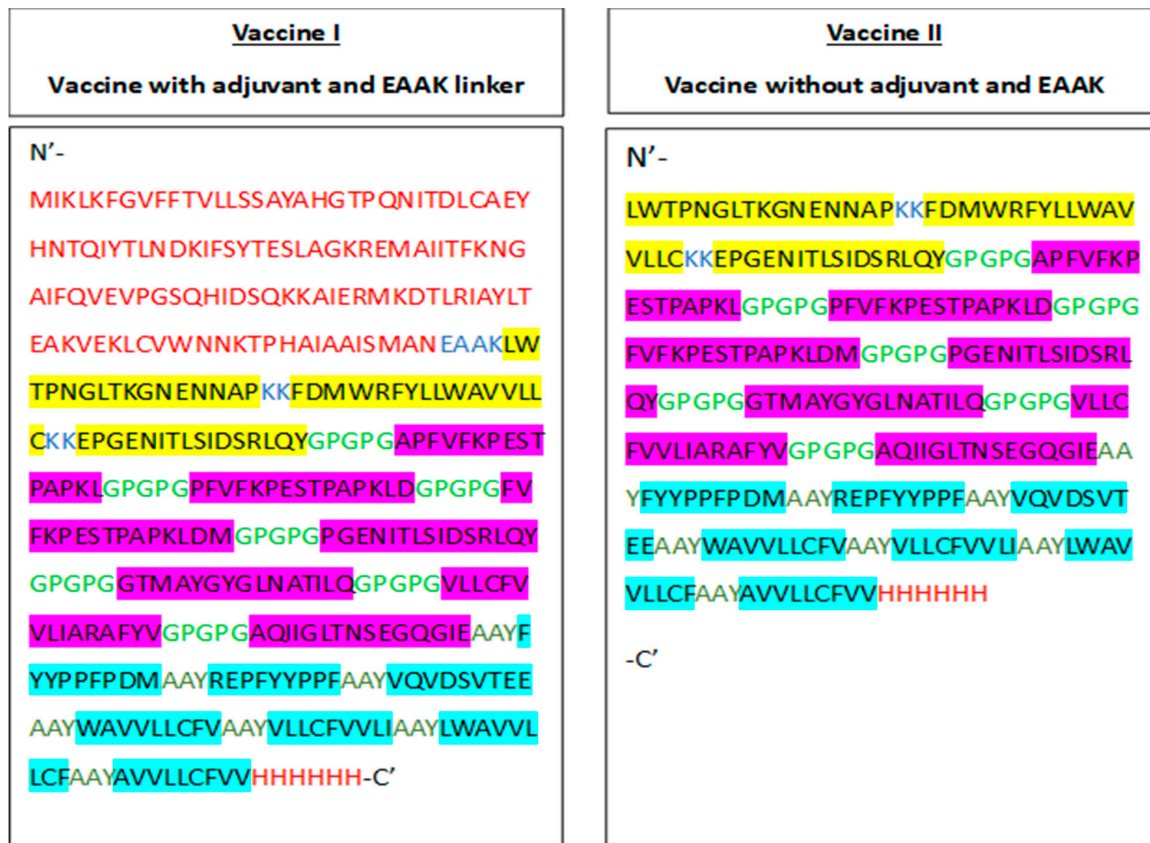 Vaccine I
Vaccine with adjuvant and EAAK linker
N'-
MIKLKFGVFFTVLLSSAYAHGTPQNITDLCAEY
HNTQIYTLNDKIFSYTESLAGKREMAIITFKNG
AIFQVEVPGSQHIDSQKKAIERMKDTLRIAYLT
EAKVEKLCVWNNKTPHAIAAISMANEAAKLW
TPNGLTKGNENNAPKKFDMWRFYLLWAVVLL
CKKEPGENITLSIDSRLQYGPGPGAPFVFKPEST
PAPKLGPGPGPFVFKPESTPAPKLDGPGPGFV
FKPESTPAPKLDMGPGPGPGENITLSIDSRLQY
GPGPGGTMAYGYGLNATILQGPGPGVLLCFV
VLIARAFYVGPGPGAQIIGLTNSEGQGIEAAYF
YYPPFPDMAAYREPFYYPPFAAYVQVDSVTEE
AAYWAVVLLCFVAAYVLLCFVVLIAAYLWAVVL
LCFAAYAVVLLCFVVHHHHHH-C'
Vaccine II
Vaccine without adjuvant and EAAK
N'-
LWTPNGLTKGNENNAPKKFDMWRFYLLWAV
VLLCKKEPGENITLSIDSRLQYGPGPGAPFVFKP
ESTPAPKLGPGPGPFVFKPESTPAPKLDGPGPG
FVFKPESTPAPKLDMGPGPGPGENITLSIDSRL
QYGPGPGGTMAYGYGLNATILQGPGPGVLLC
FVVLIARAFYVGPGPGAQIIGLTNSEGQGIEAA
YFYYPPFPDMAAYREPFYYPPFAAYVQVDSVT
EEAAYWAVVLLCFVAAYVLLCFVVLIAAYLWAV
VLLCFAAYAVVLLCFVVHHHHHH
-C'